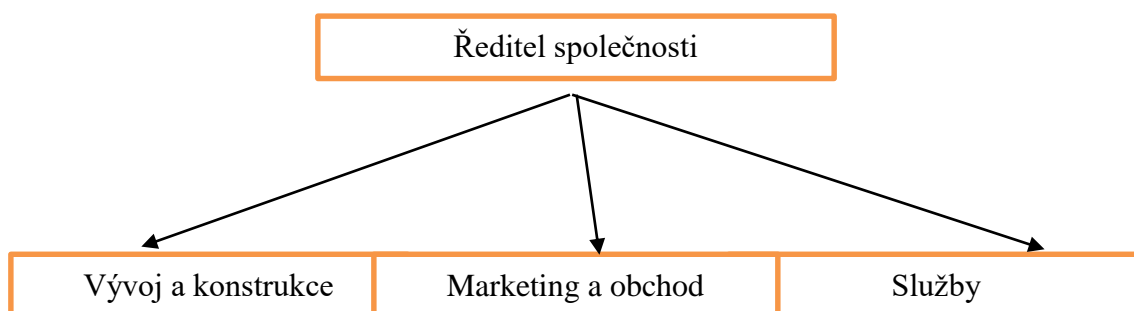 Ředitel společnosti
Vývoj a konstrukce
Marketing a obchod
Služby